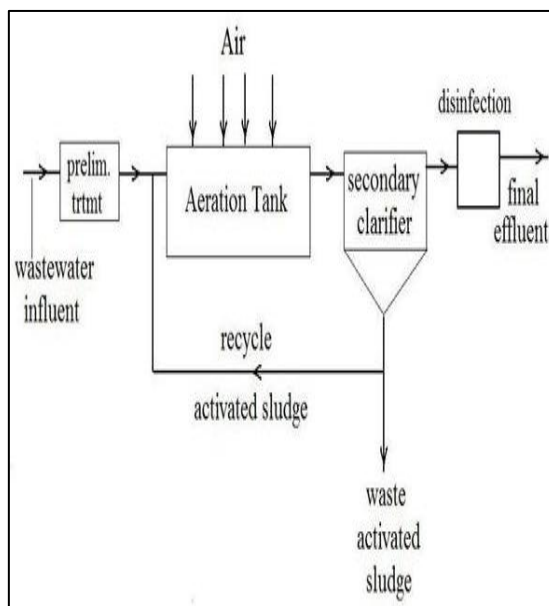 Air
disinfection
prelim.
trtmt
Aeration Tank
secondary
clarifier
final
effluent
wastewater
influent
recycle
activated sludge
waste
activated
sludge